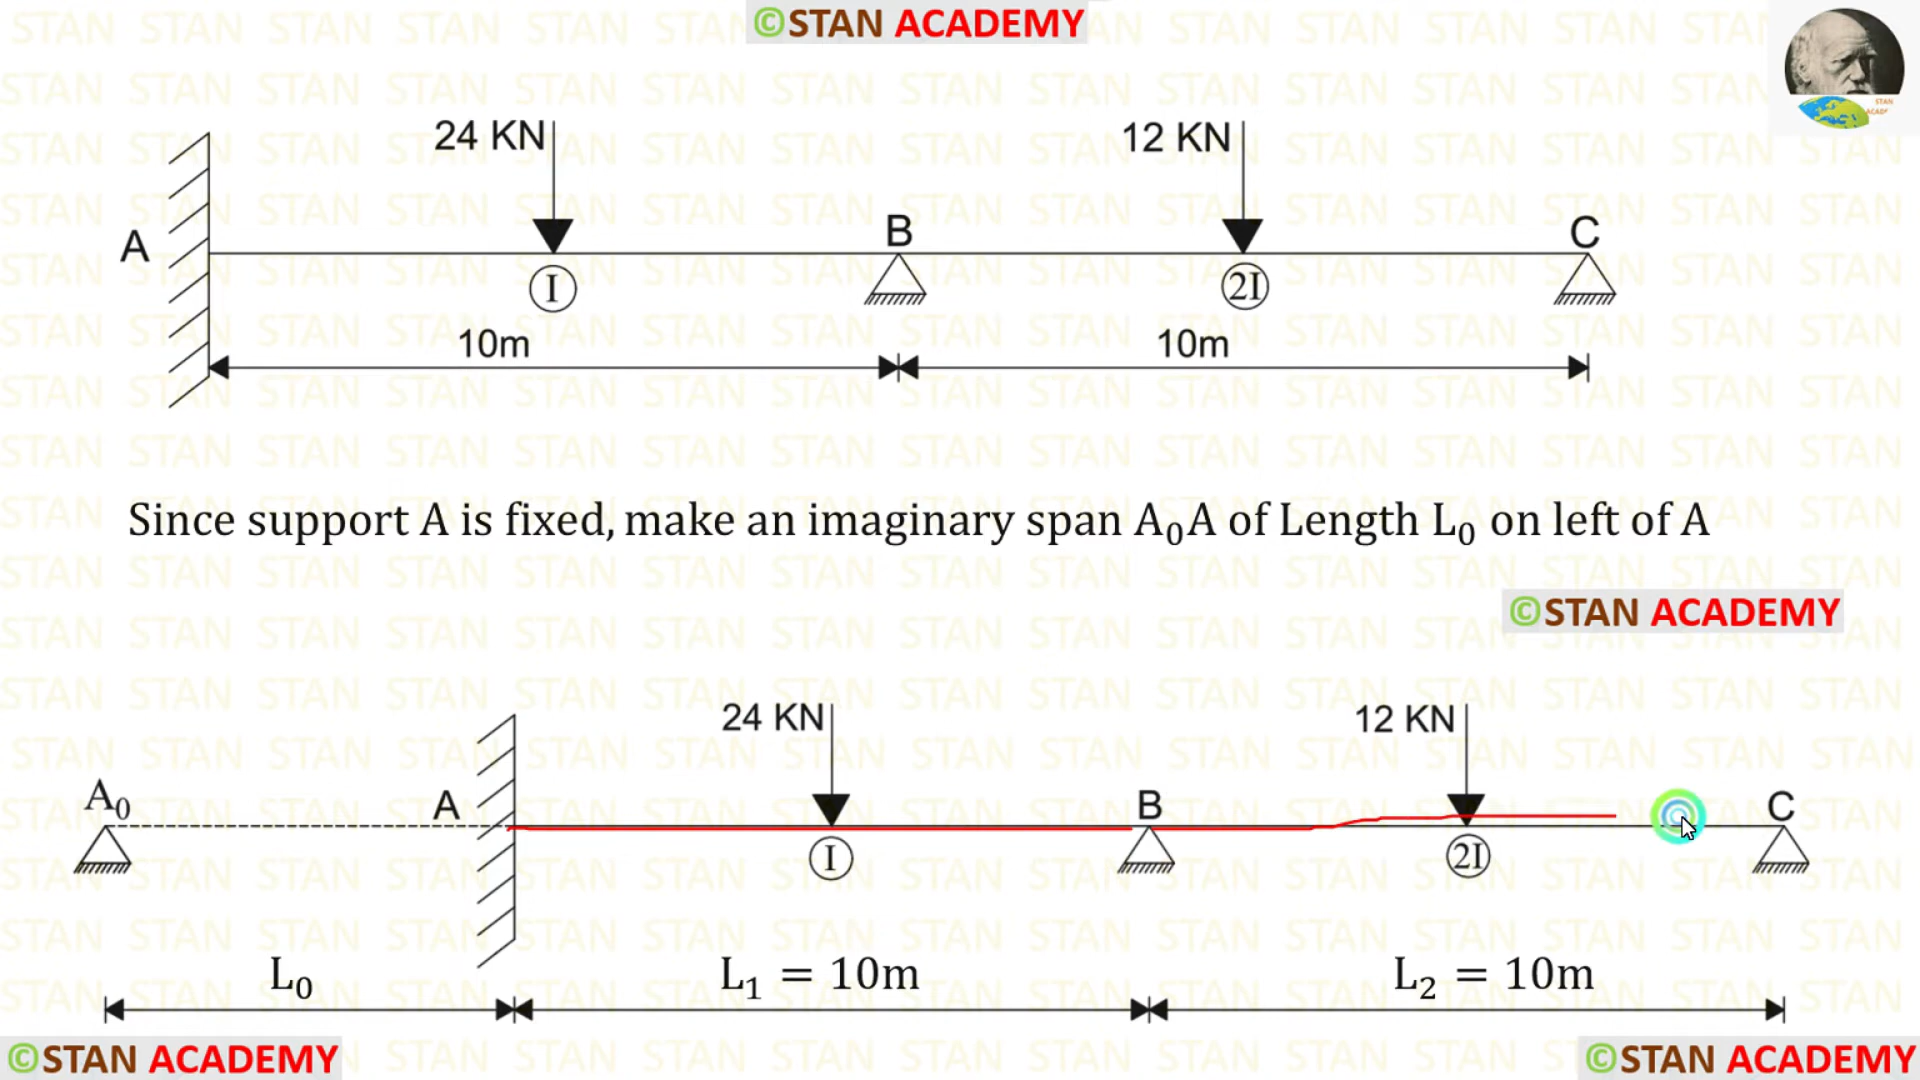 ©STAN ACADEMY
STAN ACADEMY
24 KN
12 KN
A
B
C
I
2I
10m
10m
Since support A is fixed, make an imaginary span A₀A of Length L₀ on left of A
©STAN ACADEMY
24 KN
12 KN
A₀
A
B
C
I
2I
L₀
L₁ = 10m
L₂ = 10m
©STAN ACADEMY
©STAN ACADEMY